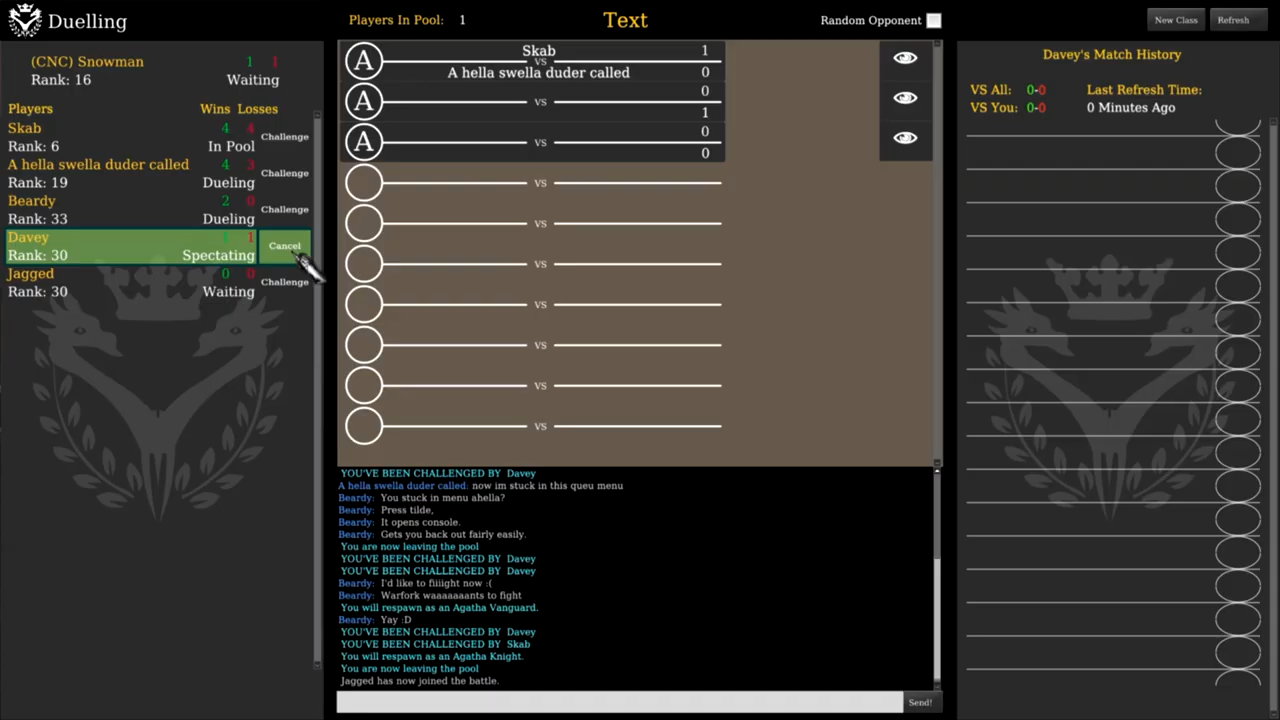 Duelling
Players In Pool: 1
Text
Random Opponent
New Class
Refresh
(CNC) Snowman 1 1
Rank: 16 Waiting
Players Wins Losses
Skab 4 4
Rank: 6 In Pool
Challenge
A hella swella duder called 4 3
Rank: 19 Dueling
Challenge
Beardy 2 0
Rank: 33 Dueling
Challenge
Davey 1 1
Rank: 30 Spectating
Cancel
Jagged 0 0
Rank: 30 Waiting
Challenge
A Skab 1
VS
A hella swella duder called 0
A VS 0
1
A VS 0
0
VS
VS
VS
VS
VS
VS
VS
YOU'VE BEEN CHALLENGED BY Davey
A hella swella duder called: now im stuck in this queu menu
Beardy: You stuck in menu ahella?
Beardy: Press tilde,
Beardy: It opens console.
Beardy: Gets you back out fairly easily.
You are now leaving the pool
YOU'VE BEEN CHALLENGED BY Davey
YOU'VE BEEN CHALLENGED BY Davey
Beardy: I'd like to fiiiight now :(
Beardy: Warfork waaaaaaants to fight
You will respawn as an Agatha Vanguard.
Beardy: Yay :D
YOU'VE BEEN CHALLENGED BY Davey
YOU'VE BEEN CHALLENGED BY Skab
You will respawn as an Agatha Knight.
You are now leaving the pool
Jagged has now joined the battle.
Send!
Davey's Match History
VS All: 0-0 Last Refresh Time:
VS You: 0-0 0 Minutes Ago